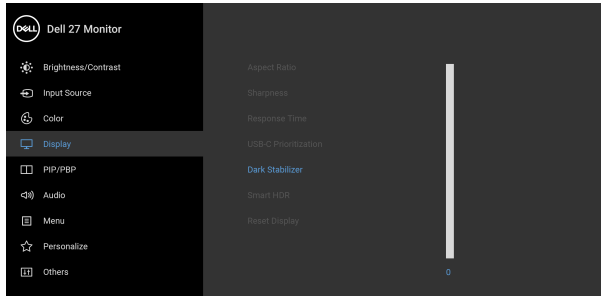 DELL Dell 27 Monitor
Brightness/Contrast
Input Source
Color
Display
PIP/PBP
Audio
Menu
Personalize
Others
Aspect Ratio
Sharpness
Response Time
USB-C Prioritization
Dark Stabilizer
Smart HDR
Reset Display
0